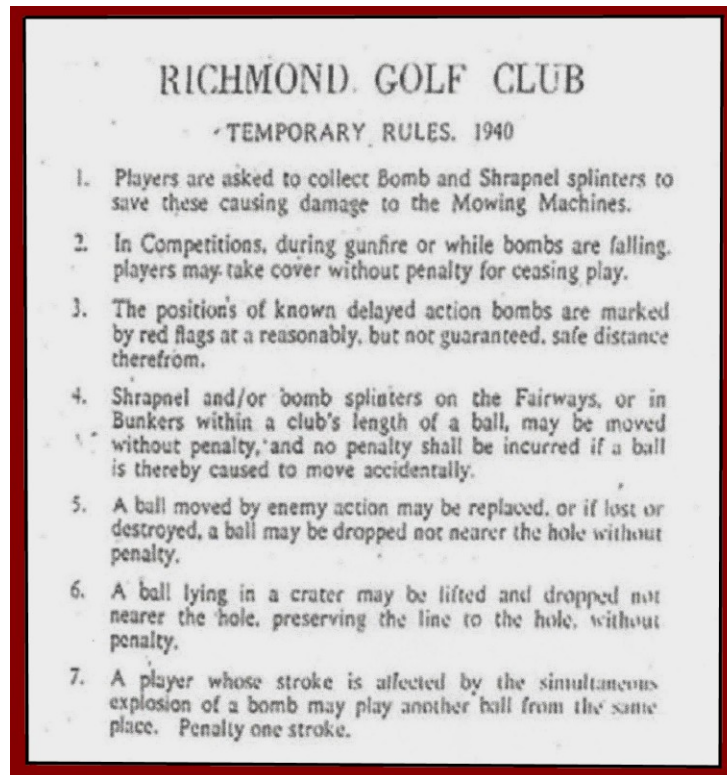 RICHMOND GOLF CLUB
TEMPORARY RULES. 1940
1. Players are asked to collect Bomb and Shrapnel splinters to
save these causing damage to the Mowing Machines.
2. In Competitions, during gunfire or while bombs are falling,
players may take cover without penalty for ceasing play.
3. The positions of known delayed action bombs are marked
by red flags at a reasonably, but not guaranteed, safe distance
therefrom.
4. Shrapnel and/or bomb splinters on the Fairways, or in
Bunkers within a club's length of a ball, may be moved
without penalty, and no penalty shall be incurred if a ball
is thereby caused to move accidentally.
5. A ball moved by enemy action may be replaced, or if lost or
destroyed, a ball may be dropped not nearer the hole without
penalty.
6. A ball lying in a crater may be lifted and dropped not
nearer the hole, preserving the line to the hole, without
penalty.
7. A player whose stroke is affected by the simultaneous
explosion of a bomb may play another ball from the same
place. Penalty one stroke.